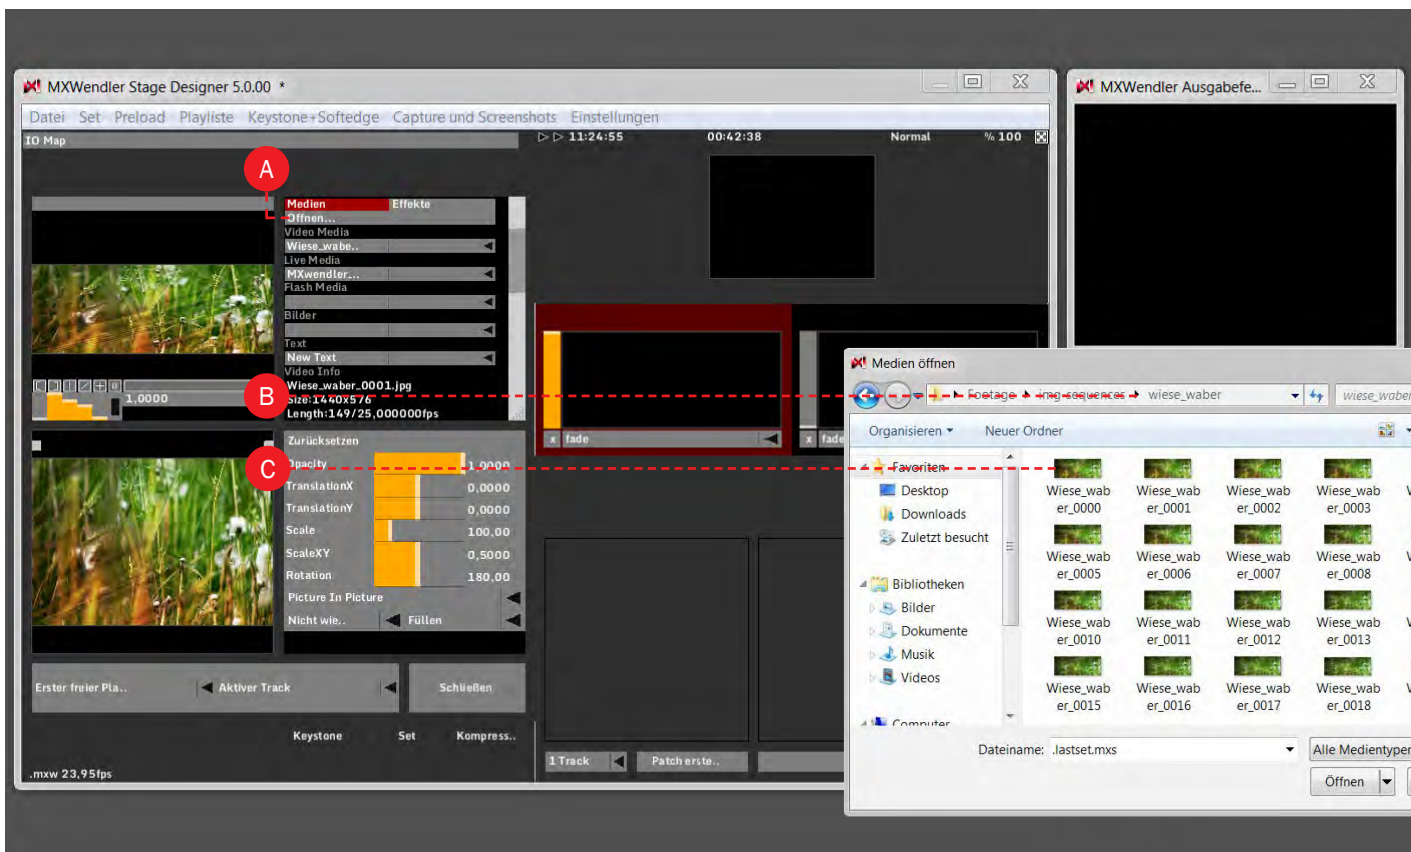 MXWendler Stage Designer 5.0.00 *
MXWendler Ausgabefe...
Datei Set Preload Playliste Keystone+Softedge Capture und Screenshots Einstellungen
IO Map
11:24:55 00:42:38 Normal % 100
A
Medien Effekte
Öffnen...
Video Media
Wiese_wabe..
Live Media
MXwendler_...
Flash Media
Bilder
Text
New Text
Video Info
Wiese_waber_0001.jpg
Size:1440x576
Length:149/25,000000fps
1,0000
B
C
Zurücksetzen
Opacity 1,0000
TranslationX 0,0000
TranslationY 0,0000
Scale 100,00
ScaleXY 0,5000
Rotation 180,00
Picture In Picture
Nicht wie.. Füllen
Erster freier Pla.. Aktiver Track Schließen
Keystone Set Kompress..
.mxw 23,95fps
x fade
x fade
1 Track Patch erste..
Medien öffnen
Footage img-sequences wiese_waber
wiese_waber
Organisieren Neuer Ordner
Favoriten
Desktop
Downloads
Zuletzt besucht
Bibliotheken
Bilder
Dokumente
Musik
Videos
Computer
Wiese_wab Wiese_wab Wiese_wab Wiese_wab
er_0000 er_0001 er_0002 er_0003
Wiese_wab Wiese_wab Wiese_wab Wiese_wab
er_0005 er_0006 er_0007 er_0008
Wiese_wab Wiese_wab Wiese_wab Wiese_wab
er_0010 er_0011 er_0012 er_0013
Wiese_wab Wiese_wab Wiese_wab Wiese_wab
er_0015 er_0016 er_0017 er_0018
Dateiname: .lastset.mxs Alle Medientypen
Öffnen